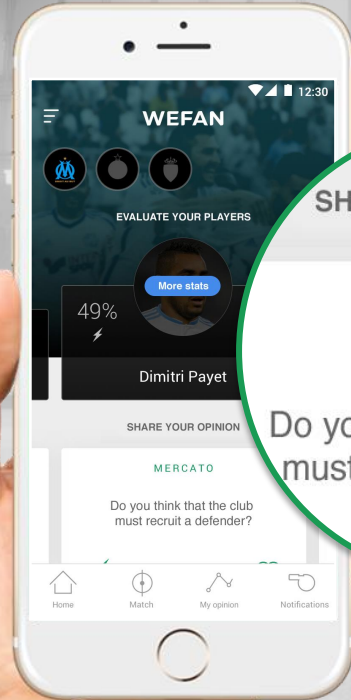 12:30
WEFAN
EVALUATE YOUR PLAYERS
More stats
49%
Dimitri Payet
SHARE YOUR OPINION
MERCATO
Do you think that the club
must recruit a defender?
Home
Match
My opinion
Notifications
SH
Do yo
must